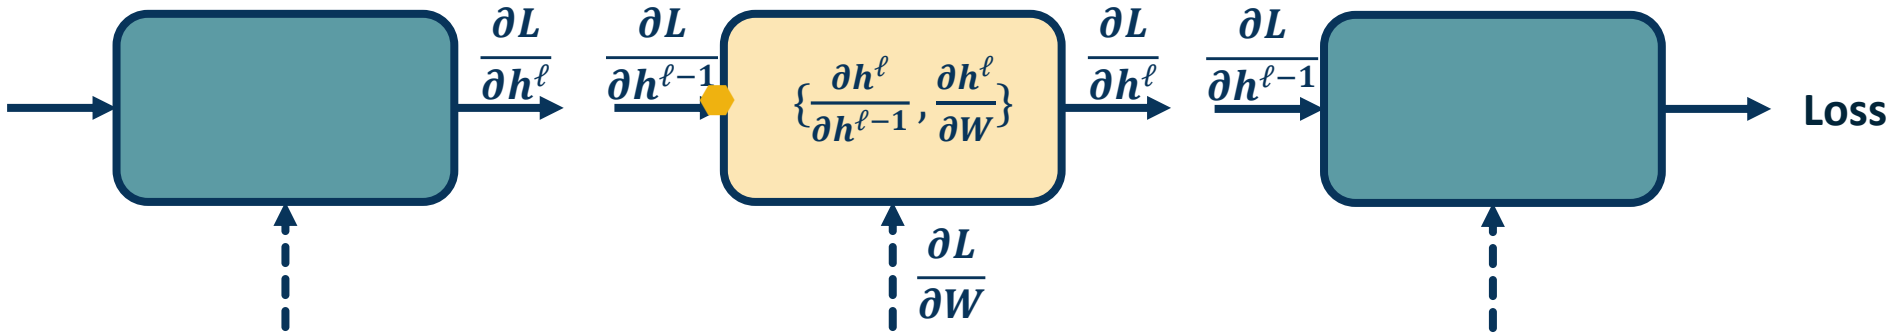 ∂L/∂h^ℓ
∂L/∂h^{ℓ−1}
{∂h^ℓ/∂h^{ℓ−1}, ∂h^ℓ/∂W}
∂L/∂h^ℓ
∂L/∂h^{ℓ−1}
Loss
∂L/∂W